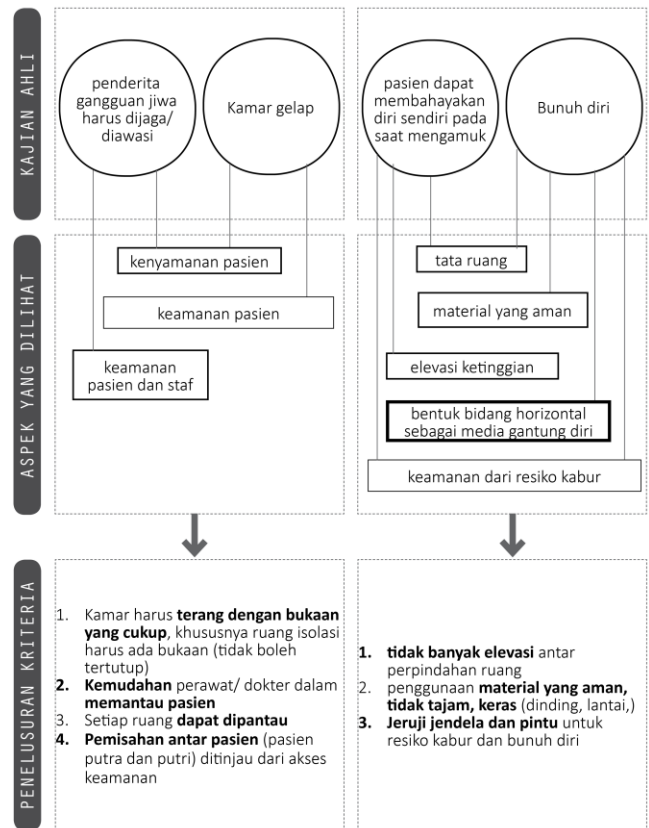 KAJIAN AHLI
penderita
gangguan jiwa
harus dijaga/
diawasi
Kamar gelap
pasien dapat
membahayakan
diri sendiri pada
saat mengamuk
Bunuh diri
ASPEK YANG DILIHAT
kenyamanan pasien
keamanan pasien
keamanan
pasien dan staf
tata ruang
material yang aman
elevasi ketinggian
bentuk bidang horizontal
sebagai media gantung diri
keamanan dari resiko kabur
PENELUSURAN KRITERIA
1. Kamar harus terang dengan bukaan
yang cukup, khususnya ruang isolasi
harus ada bukaan (tidak boleh
tertutup)
2. Kemudahan perawat/ dokter dalam
memantau pasien
3. Setiap ruang dapat dipantau
4. Pemisahan antar pasien (pasien
putra dan putri) ditinjau dari akses
keamanan
1. tidak banyak elevasi antar
perpindahan ruang
2. penggunaan material yang aman,
tidak tajam, keras (dinding, lantai,)
3. Jeruji jendela dan pintu untuk
resiko kabur dan bunuh diri